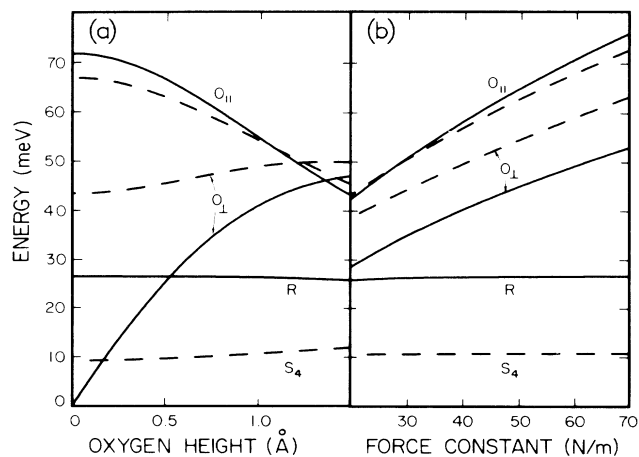 (a)
(b)
ENERGY (meV)
70
60
50
40
30
20
10
0
O||
O⊥
R
S4
O||
O⊥
R
S4
0
0.5
1.0
30
40
50
60
70
OXYGEN HEIGHT (Å)
FORCE CONSTANT (N/m)